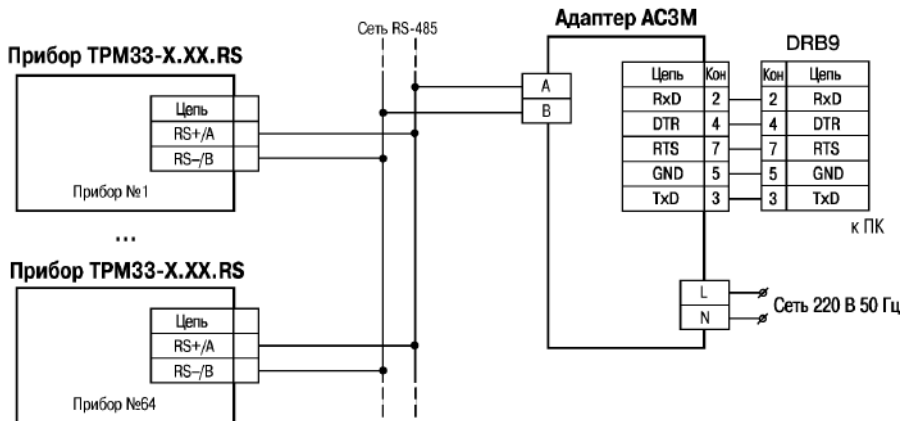 Адаптер АС3М
Сеть RS-485
Прибор ТРМ33-Х.ХХ.RS
DRB9
Цепь
RS+/A
RS–/B
Прибор №1
A
B
Цепь Кон Кон Цепь
RxD 2 2 RxD
DTR 4 4 DTR
RTS 7 7 RTS
GND 5 5 GND
TxD 3 3 TxD
к ПК
...
Прибор ТРМ33-Х.ХХ.RS
Цепь
RS+/A
RS–/B
Прибор №64
L
N
Сеть 220 В 50 Гц